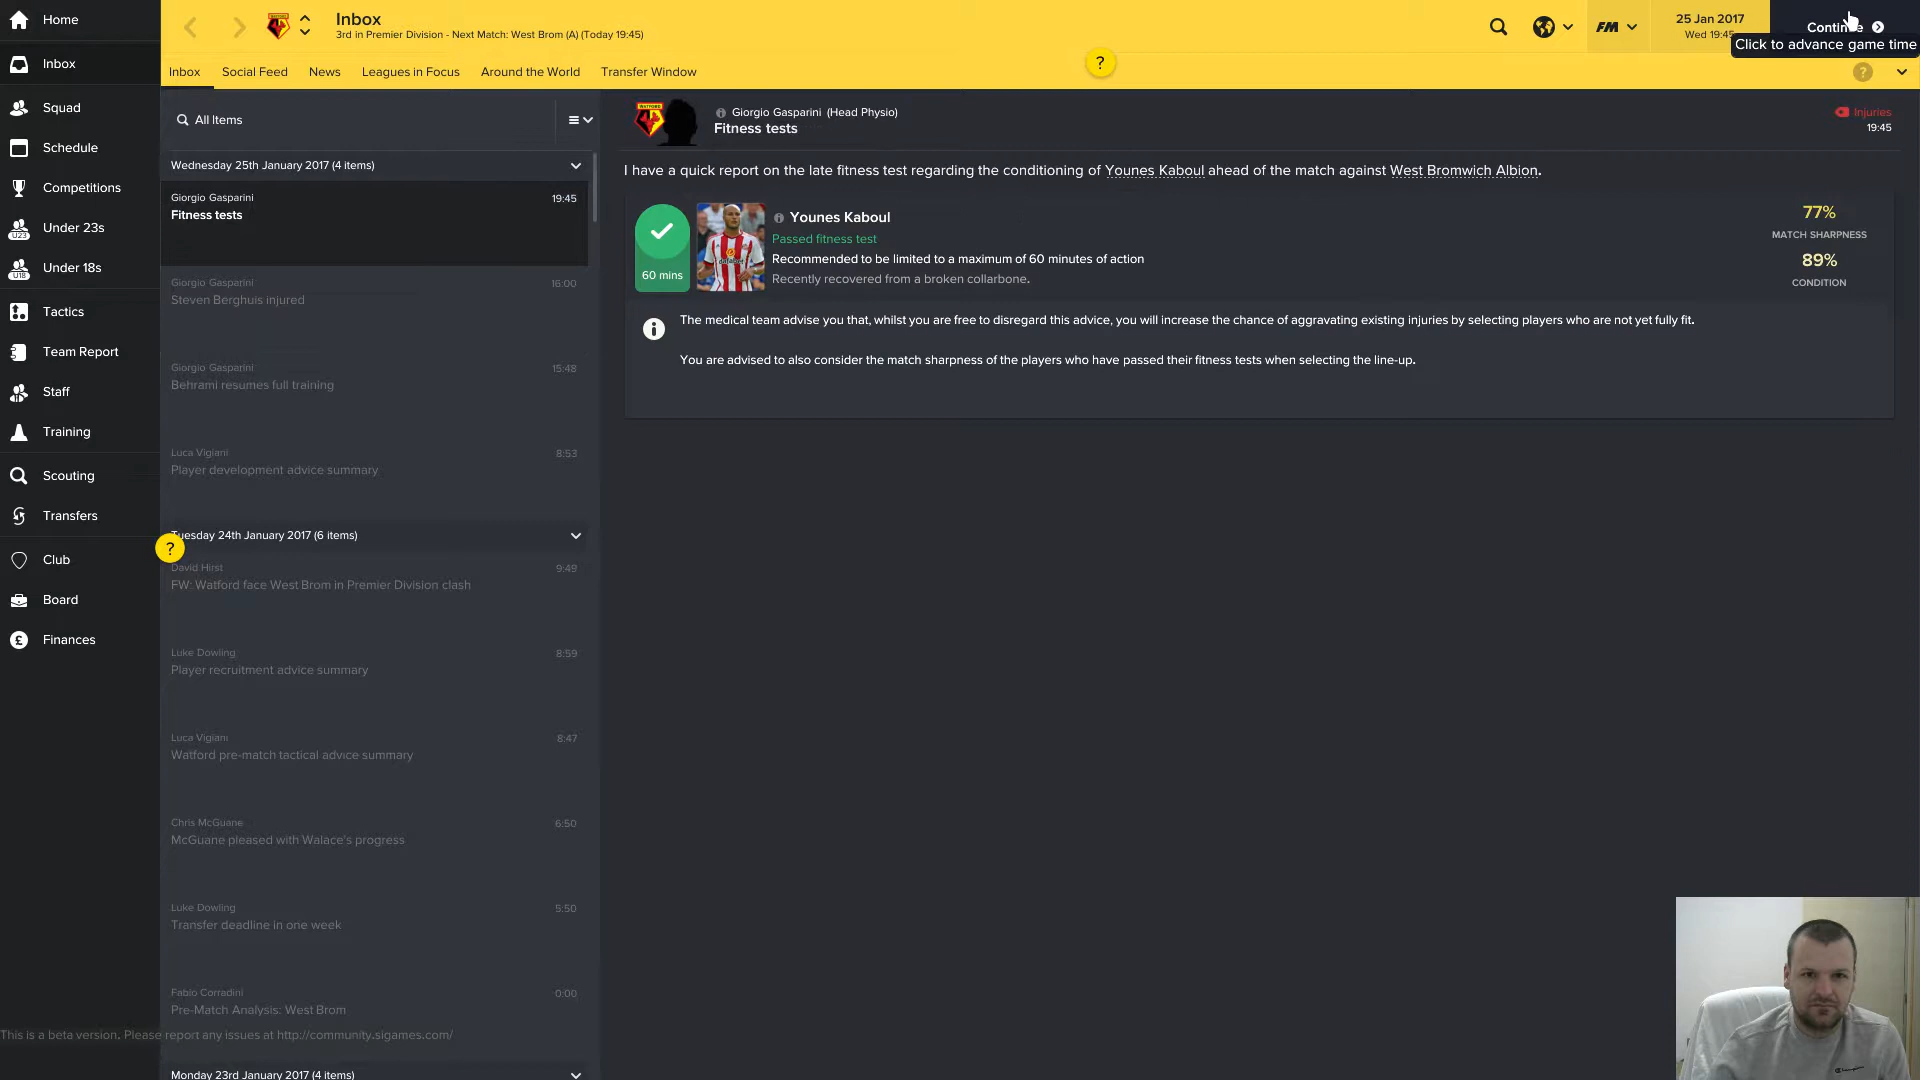 Home
Inbox
Squad
Schedule
Competitions
Under 23s
Under 18s
Tactics
Team Report
Staff
Training
Scouting
Transfers
Club
Board
Finances
Inbox
3rd in Premier Division - Next Match: West Brom (A) (Today 19:45)
FM
25 Jan 2017
Wed 19:45
Continue
Click to advance game time
Inbox Social Feed News Leagues in Focus Around the World Transfer Window
?
?
All Items
Wednesday 25th January 2017 (4 items)
Giorgio Gasparini 19:45
Fitness tests
Giorgio Gasparini 16:00
Steven Berghuis injured
Giorgio Gasparini 15:48
Behrami resumes full training
Luca Vigiani 8:53
Player development advice summary
Tuesday 24th January 2017 (6 items)
?
David Hirst 9:49
FW: Watford face West Brom in Premier Division clash
Luke Dowling 8:59
Player recruitment advice summary
Luca Vigiani 8:47
Watford pre-match tactical advice summary
Chris McGuane 6:50
McGuane pleased with Walace's progress
Luke Dowling 5:50
Transfer deadline in one week
Fabio Corradini 0:00
Pre-Match Analysis: West Brom
This is a beta version. Please report any issues at http://community.sigames.com/
Monday 23rd January 2017 (4 items)
Giorgio Gasparini (Head Physio)
Fitness tests
Injuries
19:45
I have a quick report on the late fitness test regarding the conditioning of Younes Kaboul ahead of the match against West Bromwich Albion.
60 mins
Younes Kaboul
Passed fitness test
Recommended to be limited to a maximum of 60 minutes of action
Recently recovered from a broken collarbone.
77%
MATCH SHARPNESS
89%
CONDITION
The medical team advise you that, whilst you are free to disregard this advice, you will increase the chance of aggravating existing injuries by selecting players who are not yet fully fit.
You are advised to also consider the match sharpness of the players who have passed their fitness tests when selecting the line-up.